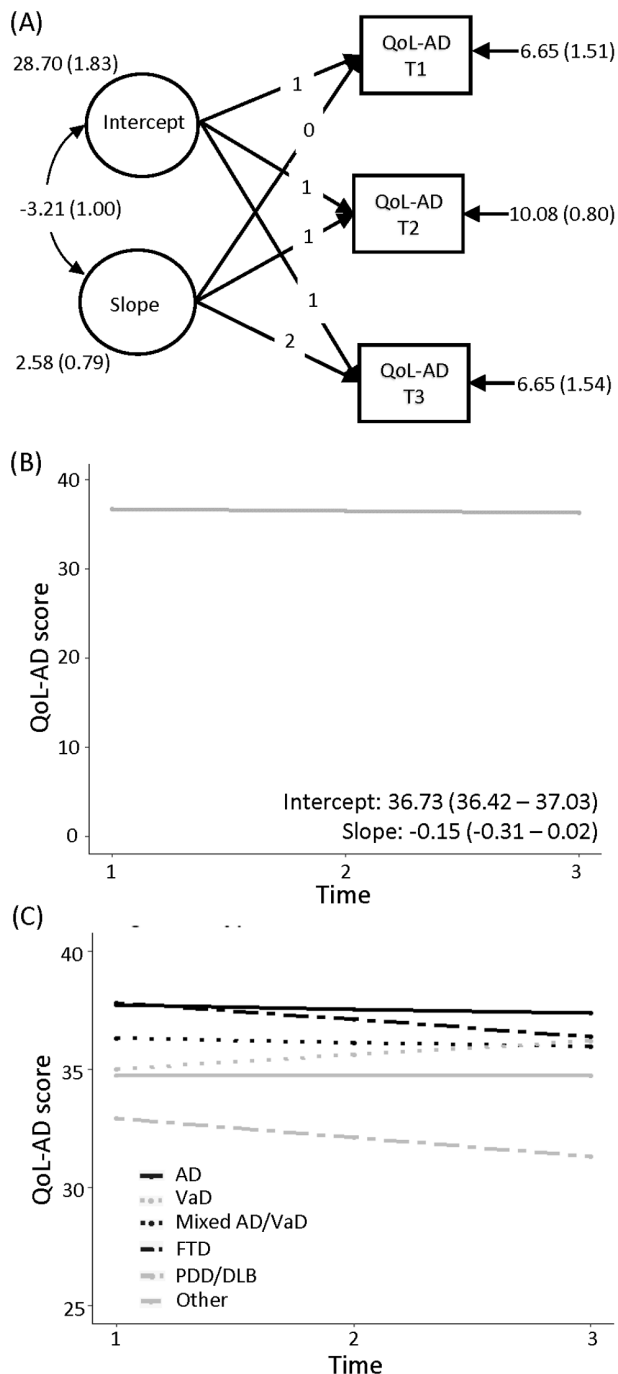 (A)
28.70 (1.83)
Intercept
-3.21 (1.00)
Slope
2.58 (0.79)
1
0
1
1
1
2
QoL-AD
T1
6.65 (1.51)
QoL-AD
T2
10.08 (0.80)
QoL-AD
T3
6.65 (1.54)
(B)
40
30
20
10
0
QoL-AD score
Intercept: 36.73 (36.42 – 37.03)
Slope: -0.15 (-0.31 – 0.02)
1
2
3
Time
(C)
40
35
30
25
QoL-AD score
AD
VaD
Mixed AD/VaD
FTD
PDD/DLB
Other
1
2
3
Time